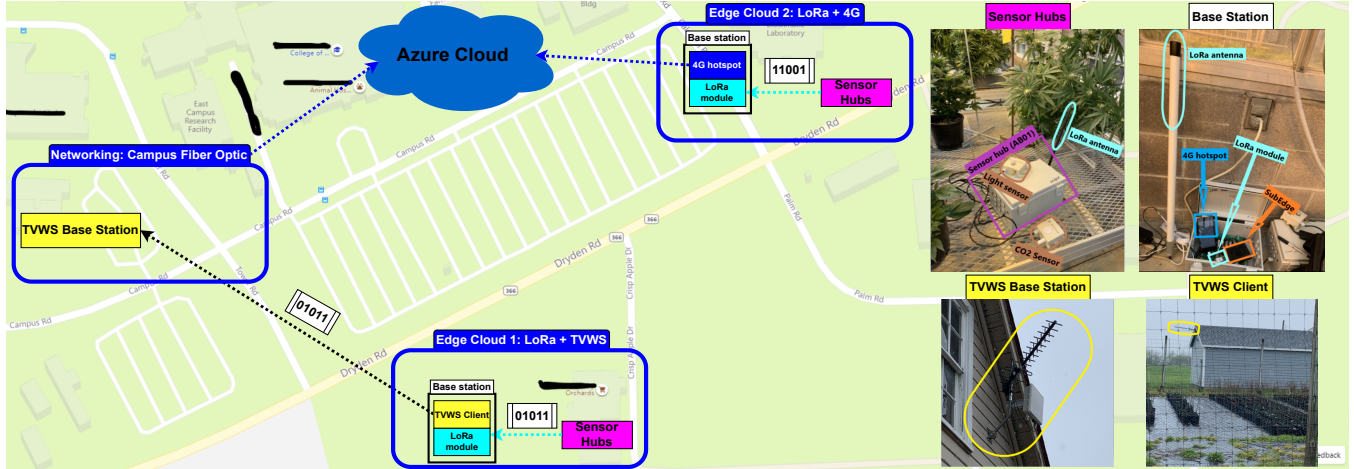 Bldg
Edge Cloud 2: LoRa + 4G
Laboratory
Base station
4G hotspot
LoRa
module
11001
Sensor
Hubs
Azure Cloud
College of ...
Animal
East
Campus
Research
Facility
Networking: Campus Fiber Optic
TVWS Base Station
Campus Rd
Campus Rd
Campus Rd
Campus Rd
Dryden Rd
366
Dryden Rd
366
Dryden Rd
Palm Rd
Palm Rd
Crisp Apple Dr
Crisp Apple Dr
01011
Edge Cloud 1: LoRa + TVWS
Base station
TVWS Client
LoRa
module
01011
Sensor
Hubs
Orchards
Sensor Hubs
LoRa antenna
Sensor hub (AB01)
Light sensor
CO2 Sensor
Base Station
LoRa antenna
4G hotspot
LoRa module
SubEdge
TVWS Base Station
TVWS Client